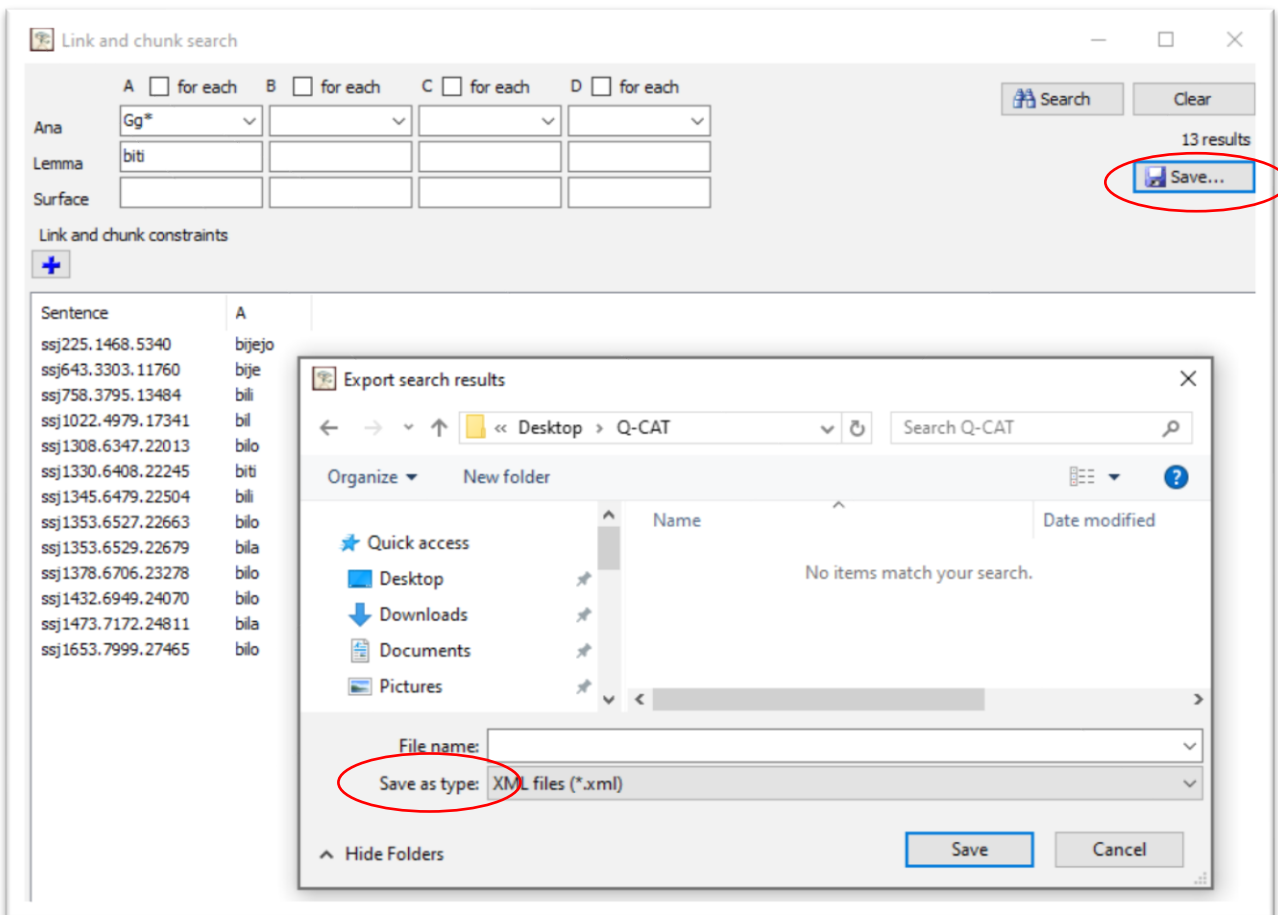 Link and chunk search
A for each B for each C for each D for each
Search Clear
Ana Gg*
13 results
Lemma biti
Save...
Surface
Link and chunk constraints
Sentence A
ssj225.1468.5340 bijejo
ssj643.3303.11760 bije
ssj758.3795.13484 bili
ssj1022.4979.17341 bil
ssj1308.6347.22013 bilo
ssj1330.6408.22245 biti
ssj1345.6479.22504 bili
ssj1353.6527.22663 bilo
ssj1353.6529.22679 bila
ssj1378.6706.23278 bilo
ssj1432.6949.24070 bilo
ssj1473.7172.24811 bila
ssj1653.7999.27465 bilo
Export search results
« Desktop > Q-CAT
Search Q-CAT
Organize New folder
Name Date modified
Quick access
No items match your search.
Desktop
Downloads
Documents
Pictures
File name:
Save as type: XML files (*.xml)
Hide Folders Save Cancel